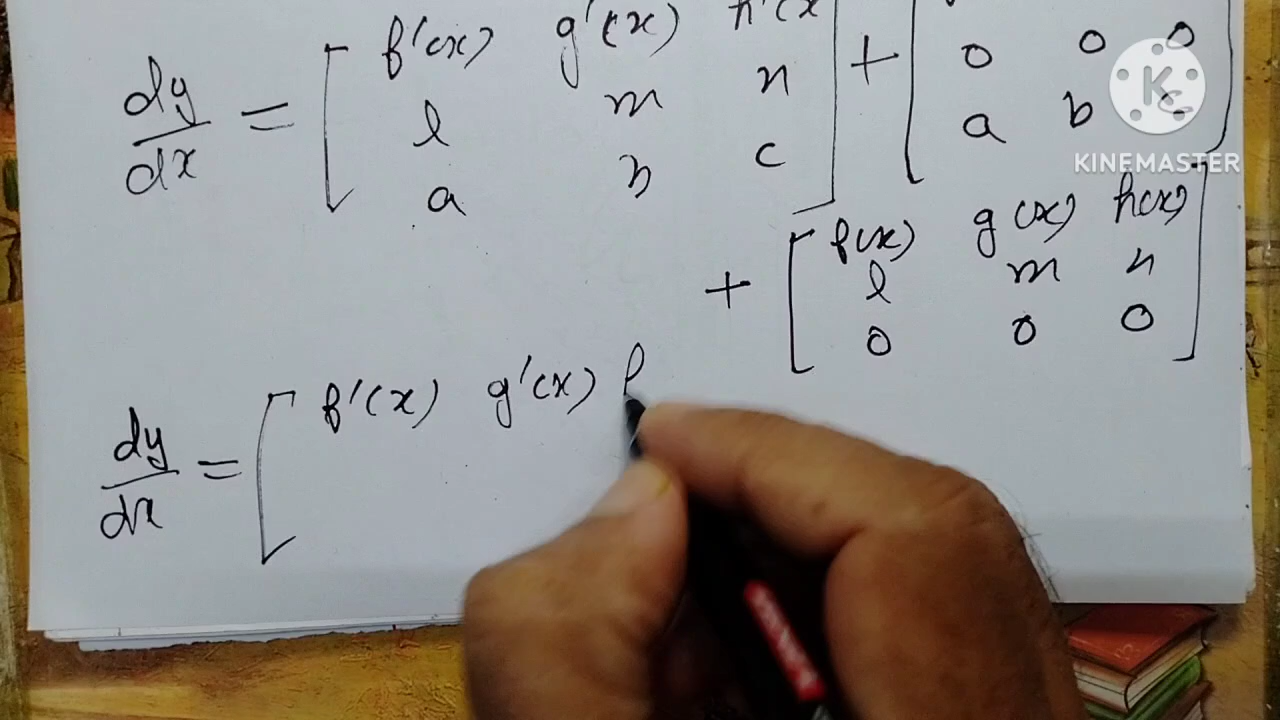 dy/dx = [ f'(x) g'(x) h'(x ] + [
l m n 0 0 0
a b c a b c
KINEMASTER
+ [ f(x) g(x) h(x) ]
l m n
0 0 0
dy/dx = [ f'(x) g'(x)